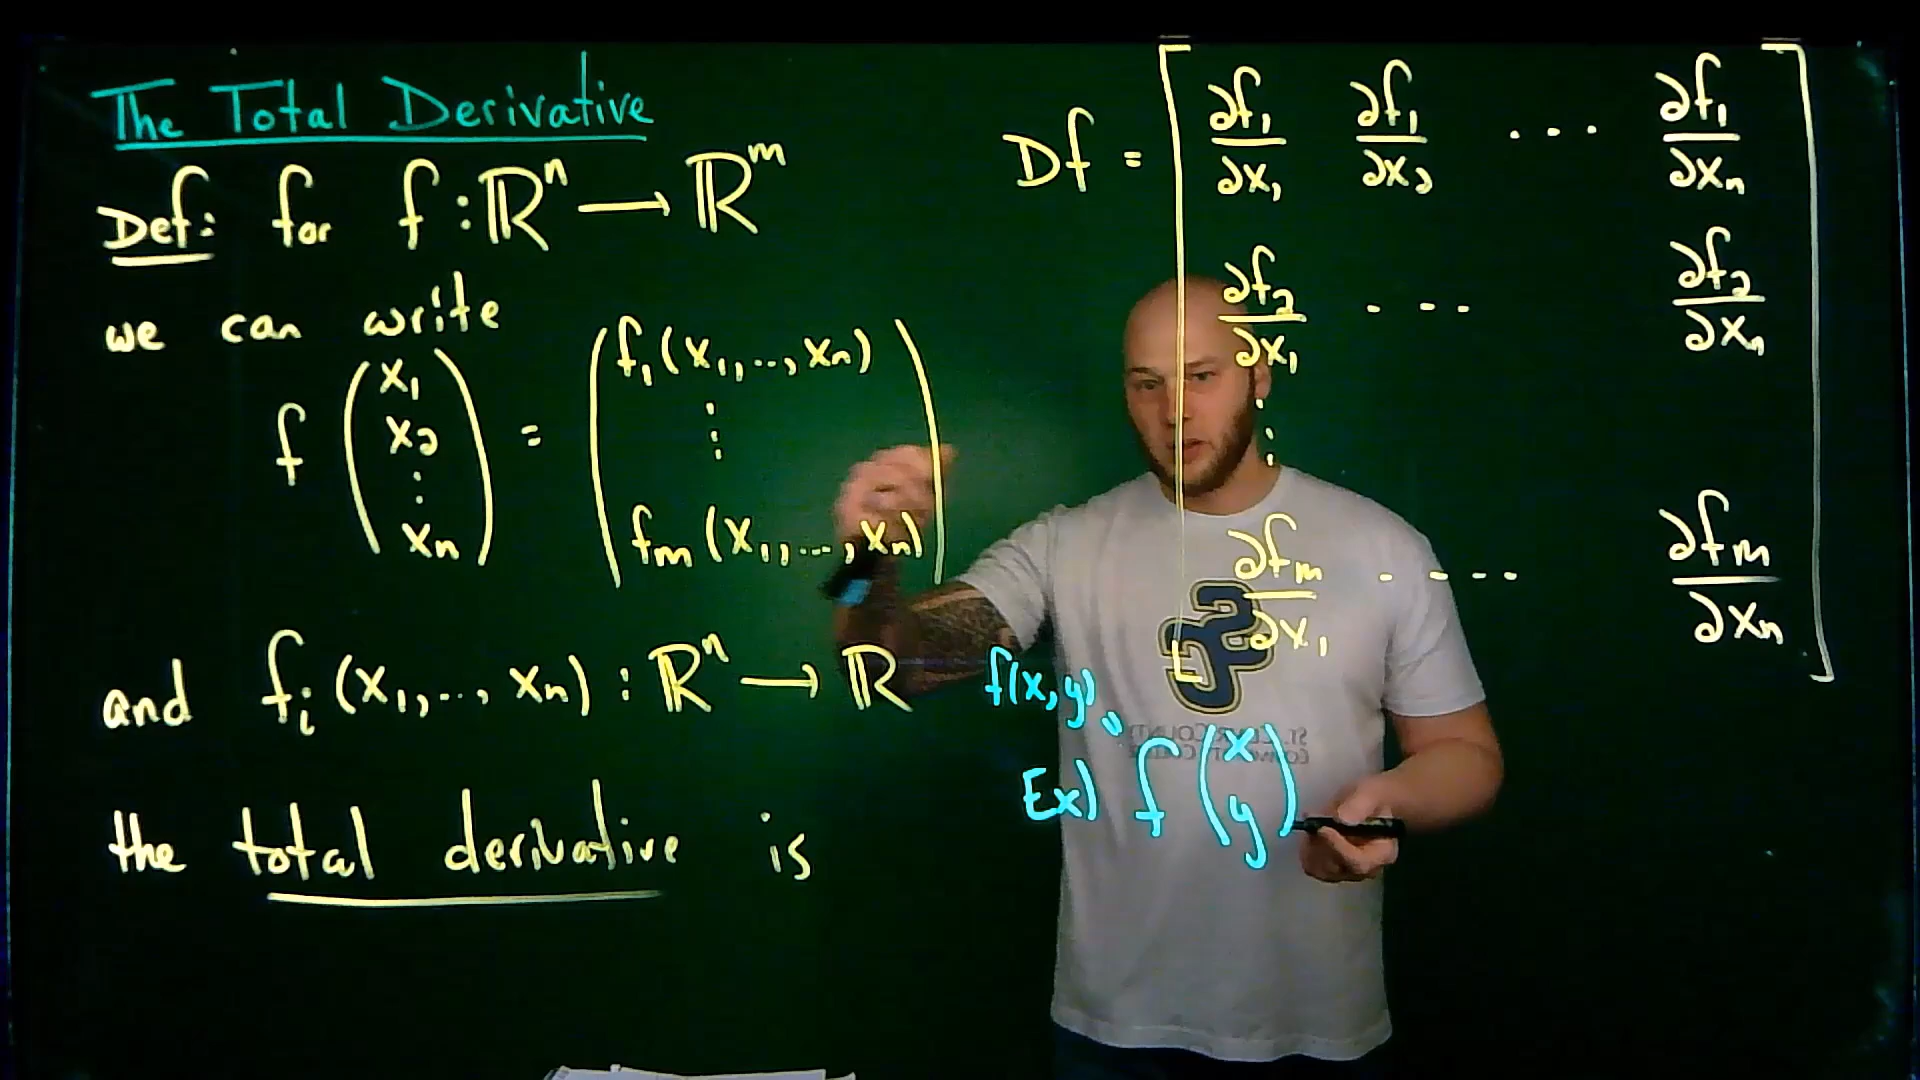 The Total Derivative
Def: for f : ℝⁿ ⟶ ℝᵐ
we can write
f (x₁ x₂ ⋮ xₙ) = (f₁(x₁,..,xₙ) ⋮ fₘ(x₁,...,xₙ))
and fᵢ(x₁,..,xₙ) : ℝⁿ ⟶ ℝ
the total derivative is
Df = [
∂f₁/∂x₁ ∂f₁/∂x₂ ... ∂f₁/∂xₙ
∂f₂/∂x₁ ... ∂f₂/∂xₙ
⋮
∂fₘ/∂x₁ .... ∂fₘ/∂xₙ
]
f(x,y) =
Ex) f (x y)